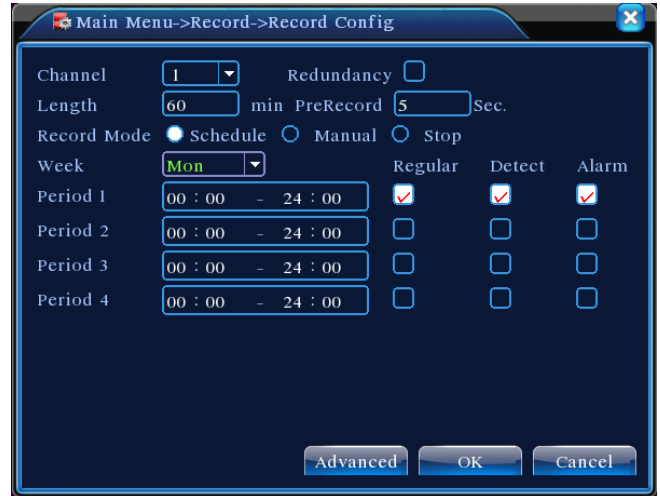 Main Menu->Record->Record Config
Channel 1 Redundancy
Length 60 min PreRecord 5 Sec.
Record Mode Schedule Manual Stop
Week Mon Regular Detect Alarm
Period 1 00 : 00 - 24 : 00
Period 2 00 : 00 - 24 : 00
Period 3 00 : 00 - 24 : 00
Period 4 00 : 00 - 24 : 00
Advanced OK Cancel